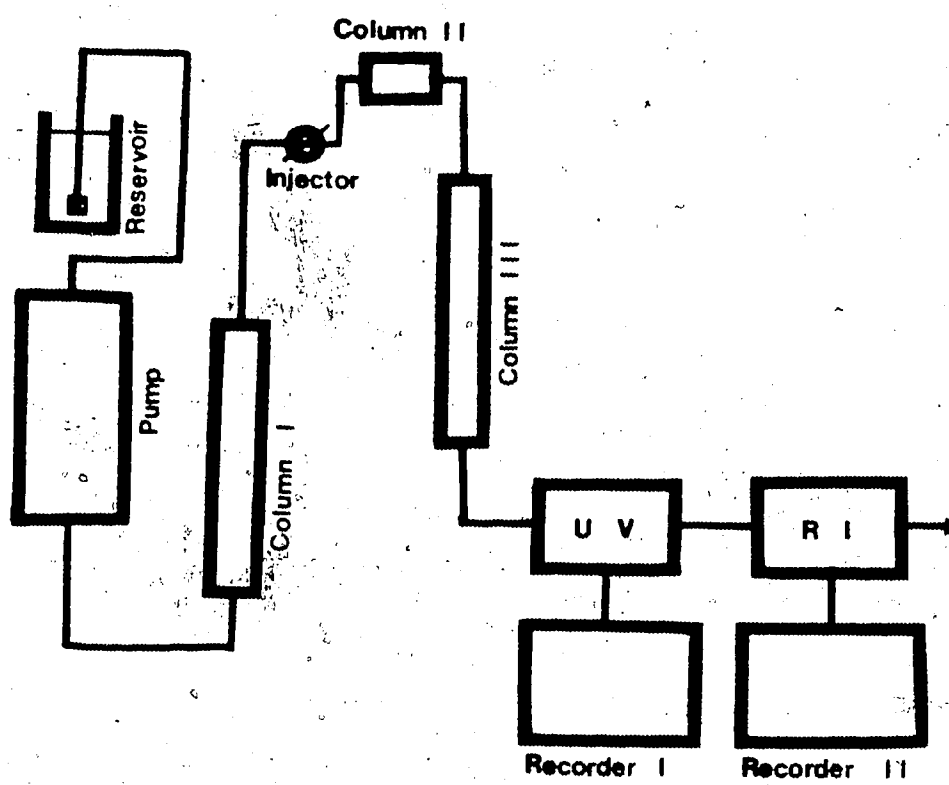 Column II
Reservoir
Injector
Column III
Pump
Column I
U V
R I
Recorder I
Recorder II